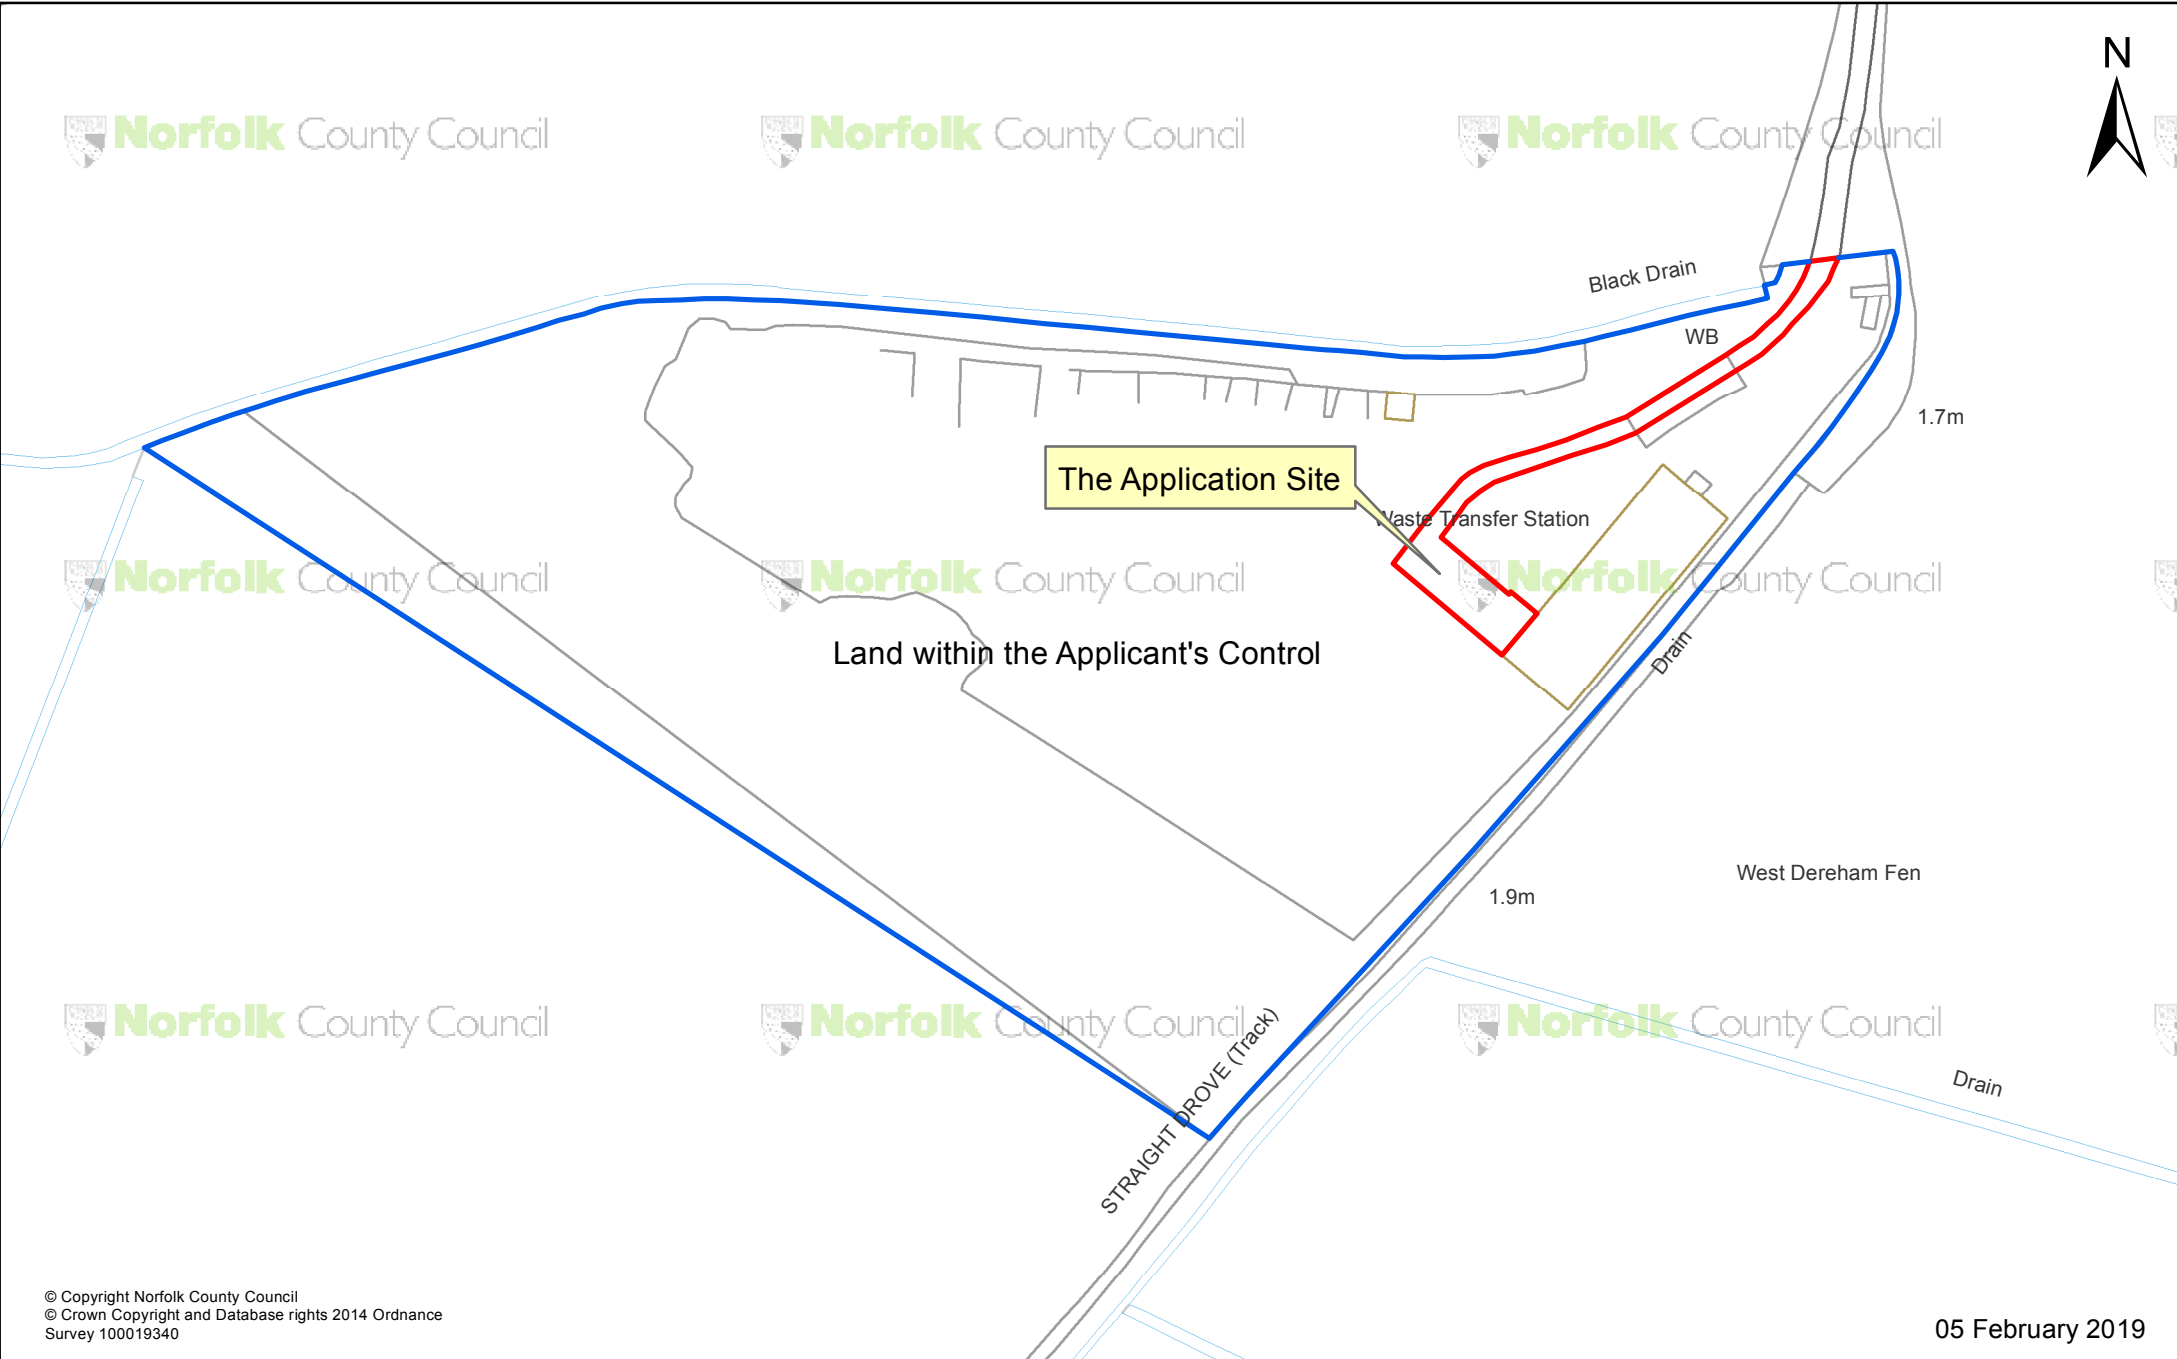 N
Norfolk County Council
Norfolk County Council
Norfolk County Council
Black Drain
WB
1.7m
The Application Site
Waste Transfer Station
Norfolk County Council
Norfolk County Council
Norfolk County Council
Land within the Applicant's Control
Drain
West Dereham Fen
1.9m
Norfolk County Council
Norfolk County Council
Norfolk County Council
STRAIGHT DROVE (Track)
Drain
© Copyright Norfolk County Council
© Crown Copyright and Database rights 2014 Ordnance
Survey 100019340
05 February 2019